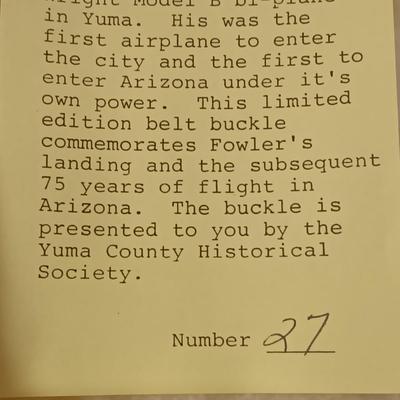 Wright Model B bi-plane
in Yuma.  His was the
first airplane to enter
the city and the first to
enter Arizona under it's
own power.  This limited
edition belt buckle
commemorates Fowler's
landing and the subsequent
75 years of flight in
Arizona.  The buckle is
presented to you by the
Yuma County Historical
Society.
Number 27